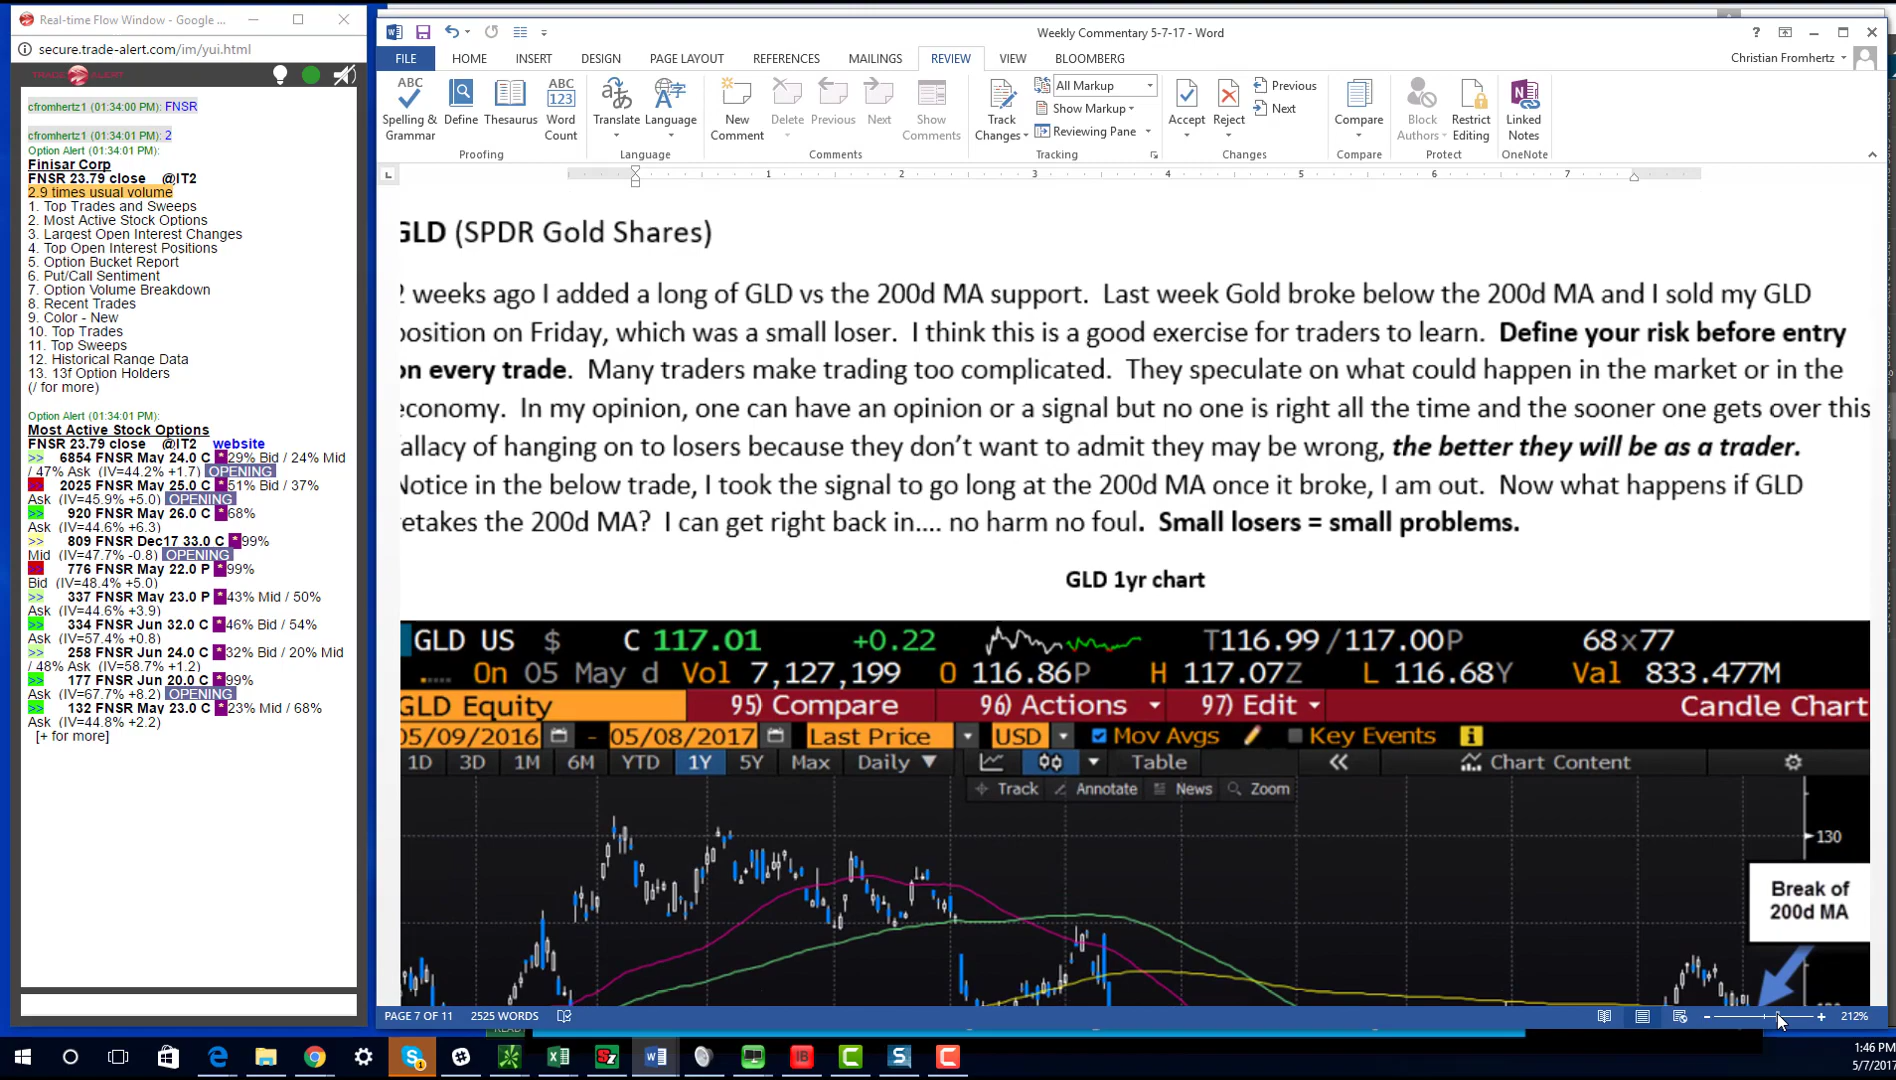 Real-time Flow Window - Google ...
secure.trade-alert.com/im/yui.html
TRADE ALERT
cfromhertz1 (01:34:00 PM): FNSR
cfromhertz1 (01:34:01 PM): 2
Option Alert (01:34:01 PM):
Finisar Corp
FNSR 23.79 close @IT2
2.9 times usual volume
1. Top Trades and Sweeps
2. Most Active Stock Options
3. Largest Open Interest Changes
4. Top Open Interest Positions
5. Option Bucket Report
6. Put/Call Sentiment
7. Option Volume Breakdown
8. Recent Trades
9. Color - New
10. Top Trades
11. Top Sweeps
12. Historical Range Data
13. 13f Option Holders
(/ for more)
Option Alert (01:34:01 PM):
Most Active Stock Options
FNSR 23.79 close @IT2 website
>> 6854 FNSR May 24.0 C *29% Bid / 24% Mid
/ 47% Ask (IV=44.2% +1.7) OPENING
>> 2025 FNSR May 25.0 C *51% Bid / 37%
Ask (IV=45.9% +5.0) OPENING
>> 920 FNSR May 26.0 C *68%
Ask (IV=44.6% +6.3)
>> 809 FNSR Dec17 33.0 C *99%
Mid (IV=47.7% -0.8) OPENING
>> 776 FNSR May 22.0 P *99%
Bid (IV=48.4% +5.0)
>> 337 FNSR May 23.0 P *43% Mid / 50%
Ask (IV=44.6% +3.9)
>> 334 FNSR Jun 32.0 C *46% Bid / 54%
Ask (IV=57.4% +0.8)
>> 258 FNSR Jun 24.0 C *32% Bid / 20% Mid
/ 48% Ask (IV=58.7% +1.2)
>> 177 FNSR Jun 20.0 C *99%
Ask (IV=67.7% +8.2) OPENING
>> 132 FNSR May 23.0 C *23% Mid / 68%
Ask (IV=44.8% +2.2)
[+ for more]
Weekly Commentary 5-7-17 - Word
FILE HOME INSERT DESIGN PAGE LAYOUT REFERENCES MAILINGS REVIEW VIEW BLOOMBERG
Christian Fromhertz
ABC Spelling & Grammar
Define
Thesaurus
ABC 123 Word Count
Translate
Language
New Comment
Delete
Previous
Next
Show Comments
Track Changes
All Markup
Show Markup
Reviewing Pane
Accept
Reject
Previous
Next
Compare
Block Authors
Restrict Editing
Linked Notes
Proofing Language Comments Tracking Changes Compare Protect OneNote
1 2 3 4 5 6 7
GLD (SPDR Gold Shares)
2 weeks ago I added a long of GLD vs the 200d MA support. Last week Gold broke below the 200d MA and I sold my GLD
position on Friday, which was a small loser. I think this is a good exercise for traders to learn. Define your risk before entry
on every trade. Many traders make trading too complicated. They speculate on what could happen in the market or in the
economy. In my opinion, one can have an opinion or a signal but no one is right all the time and the sooner one gets over this
fallacy of hanging on to losers because they don't want to admit they may be wrong, the better they will be as a trader.
Notice in the below trade, I took the signal to go long at the 200d MA once it broke, I am out. Now what happens if GLD
retakes the 200d MA? I can get right back in.... no harm no foul. Small losers = small problems.
GLD 1yr chart
GLD US $ C 117.01 +0.22 T116.99/117.00P 68x77
On 05 May d Vol 7,127,199 O 116.86P H 117.07Z L 116.68Y Val 833.477M
GLD Equity 95) Compare 96) Actions 97) Edit Candle Chart
05/09/2016 - 05/08/2017 Last Price USD Mov Avgs Key Events
1D 3D 1M 6M YTD 1Y 5Y Max Daily Table « Chart Content
Track Annotate News Zoom
130
Break of
200d MA
PAGE 7 OF 11 2525 WORDS 212%
1:46 PM
5/7/2017